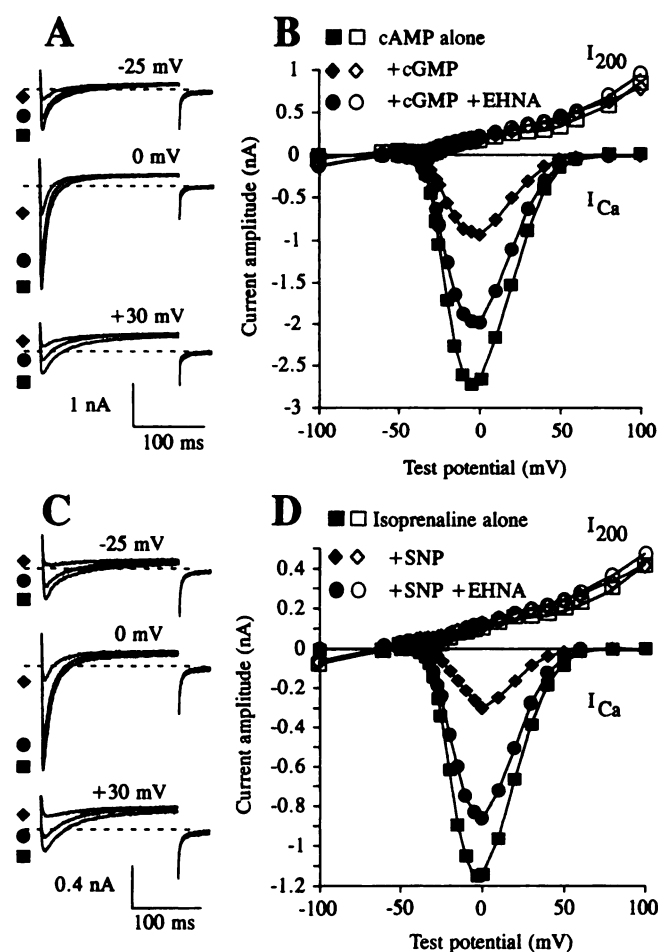 A
-25 mV
0 mV
+30 mV
1 nA
100 ms
B
cAMP alone
+cGMP
+cGMP +EHNA
I200
ICa
Current amplitude (nA)
1
0.5
0
-0.5
-1
-1.5
-2
-2.5
-3
-100 -50 0 50 100
Test potential (mV)
C
-25 mV
0 mV
+30 mV
0.4 nA
100 ms
D
Isoprenaline alone
+SNP
+SNP +EHNA
I200
ICa
Current amplitude (nA)
0.4
0.2
0
-0.2
-0.4
-0.6
-0.8
-1
-1.2
-100 -50 0 50 100
Test potential (mV)